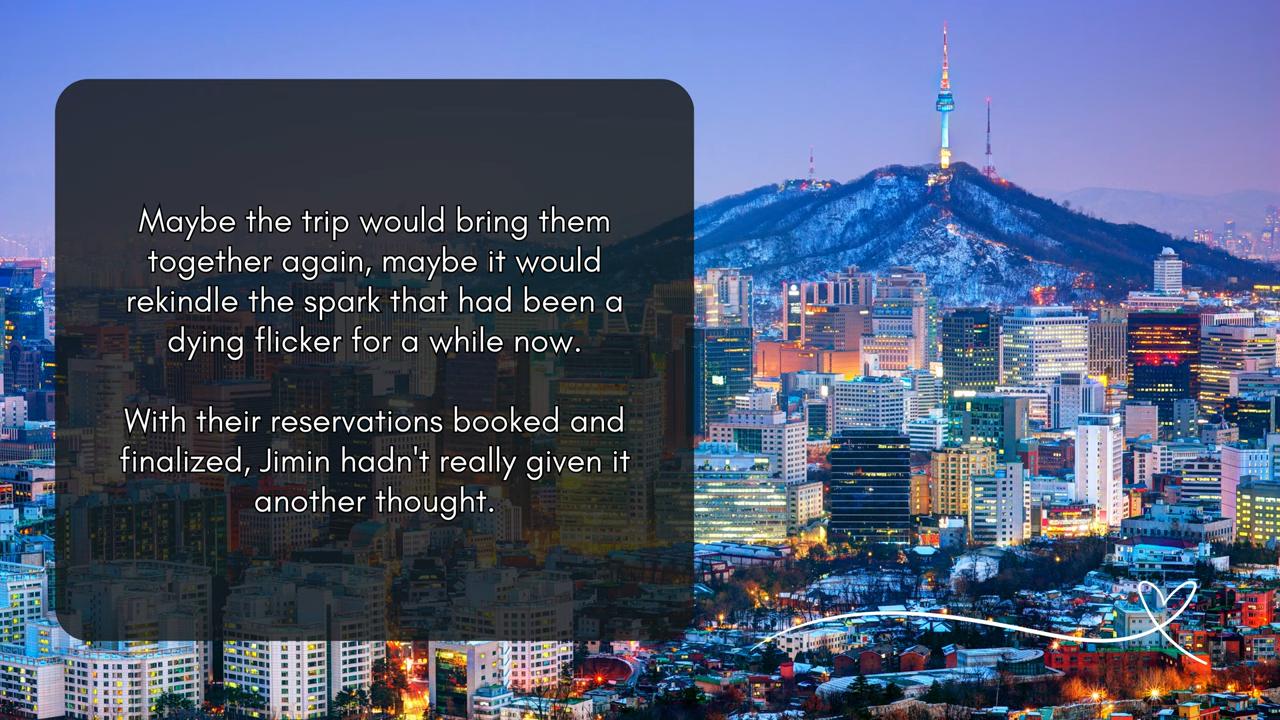 Maybe the trip would bring them
together again, maybe it would
rekindle the spark that had been a
dying flicker for a while now.
With their reservations booked and
finalized, Jimin hadn't really given it
another thought.